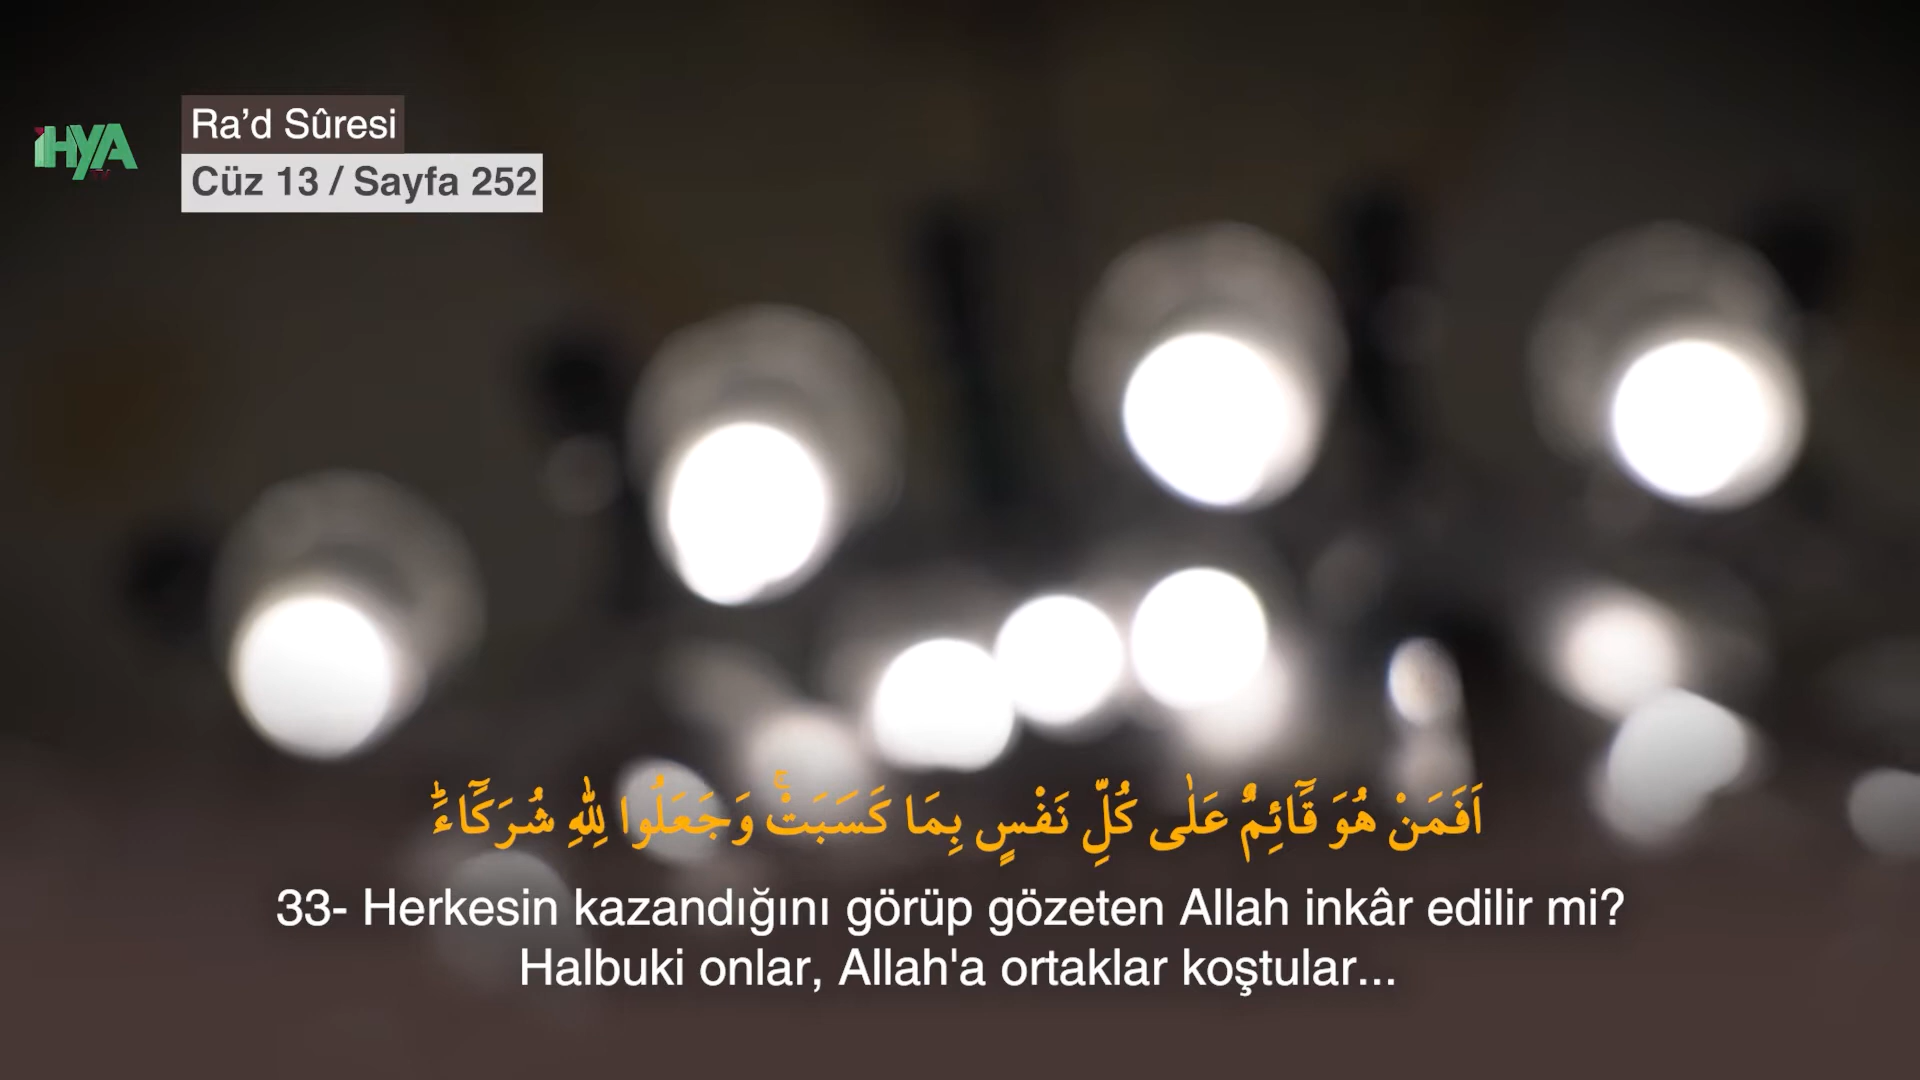 iHYA
Ra’d Sûresi
Cüz 13 / Sayfa 252
اَفَمَنْ هُوَ قَٓائِمٌ عَلٰى كُلِّ نَفْسٍ بِمَا كَسَبَتْۚ وَجَعَلُوا لِلّٰهِ شُرَكَٓاءَۜ
33- Herkesin kazandığını görüp gözeten Allah inkâr edilir mi?
Halbuki onlar, Allah'a ortaklar koştular...